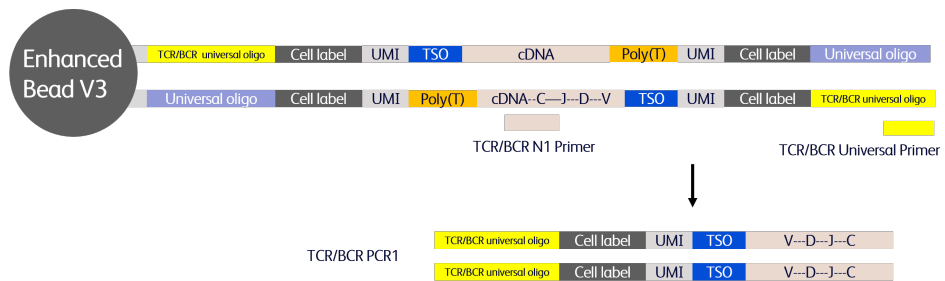 Enhanced
Bead V3
TCR/BCR universal oligo Cell label UMI TSO cDNA Poly(T) UMI Cell label Universal oligo
Universal oligo Cell label UMI Poly(T) cDNA--C—J---D---V TSO UMI Cell label TCR/BCR universal oligo
TCR/BCR N1 Primer
TCR/BCR Universal Primer
TCR/BCR PCR1
TCR/BCR universal oligo Cell label UMI TSO V---D---J---C
TCR/BCR universal oligo Cell label UMI TSO V---D---J---C